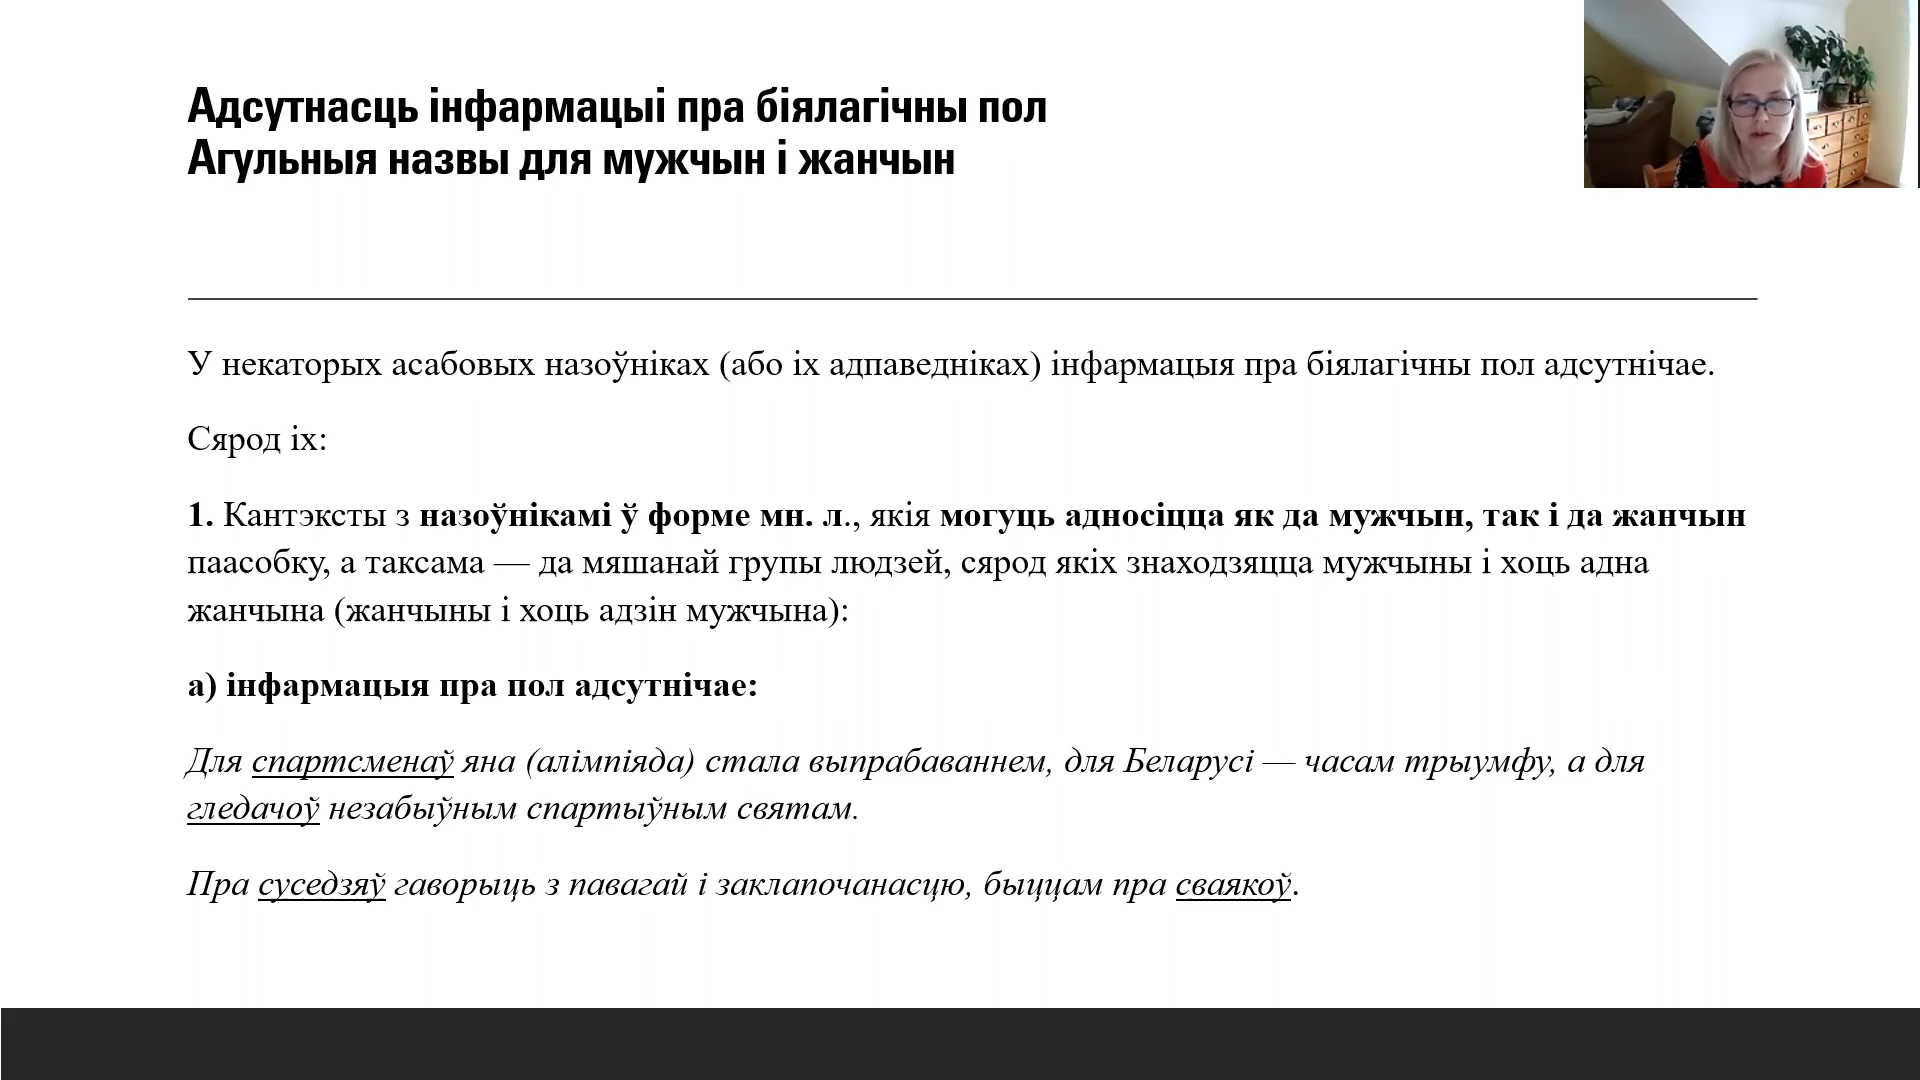 Адсутнасць інфармацыі пра біялагічны пол
Агульныя назвы для мужчын і жанчын
У некаторых асабовых назоўніках (або іх адпаведніках) інфармацыя пра біялагічны пол адсутнічае.
Сярод іх:
1. Кантэксты з назоўнікамі ў форме мн. л., якія могуць адносіцца як да мужчын, так і да жанчын
паасобку, а таксама — да мяшанай групы людзей, сярод якіх знаходзяцца мужчыны і хоць адна
жанчына (жанчыны і хоць адзін мужчына):
а) інфармацыя пра пол адсутнічае:
Для спартсменаў яна (алімпіяда) стала выпрабаваннем, для Беларусі — часам трыумфу, а для
гледачоў незабыўным спартыўным святам.
Пра суседзяў гаворыць з павагай і заклапочанасцю, быццам пра сваякоў.